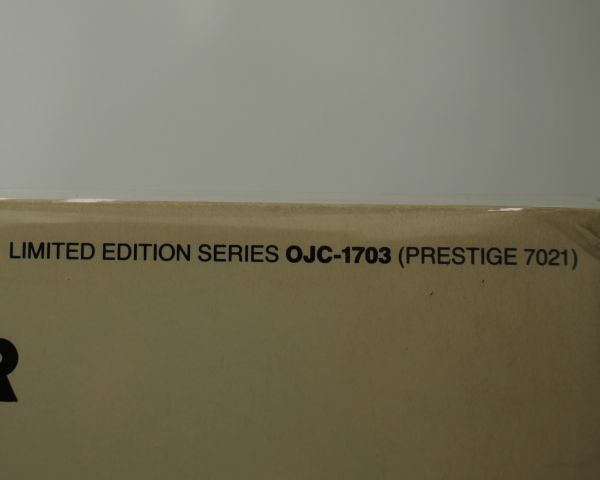 LIMITED EDITION SERIES OJC-1703 (PRESTIGE 7021)
R